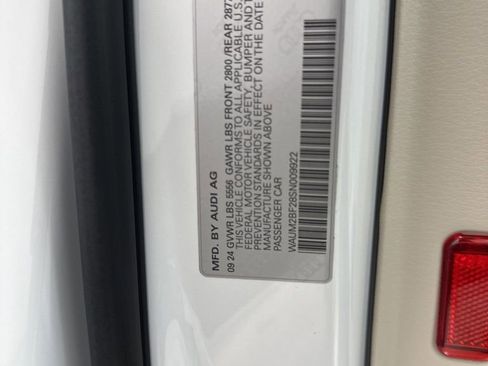 MFD. BY AUDI AG
09 24 GVWR LBS 5556 GAWR LBS FRONT 2800/REAR 287
THIS VEHICLE CONFORMS TO ALL APPLICABLE U.S.
FEDERAL MOTOR VEHICLE SAFETY, BUMPER AND T
PREVENTION STANDARDS IN EFFECT ON THE DATE
MANUFACTURE SHOWN ABOVE
PASSENGER CAR
WAUM2BF28SN009922